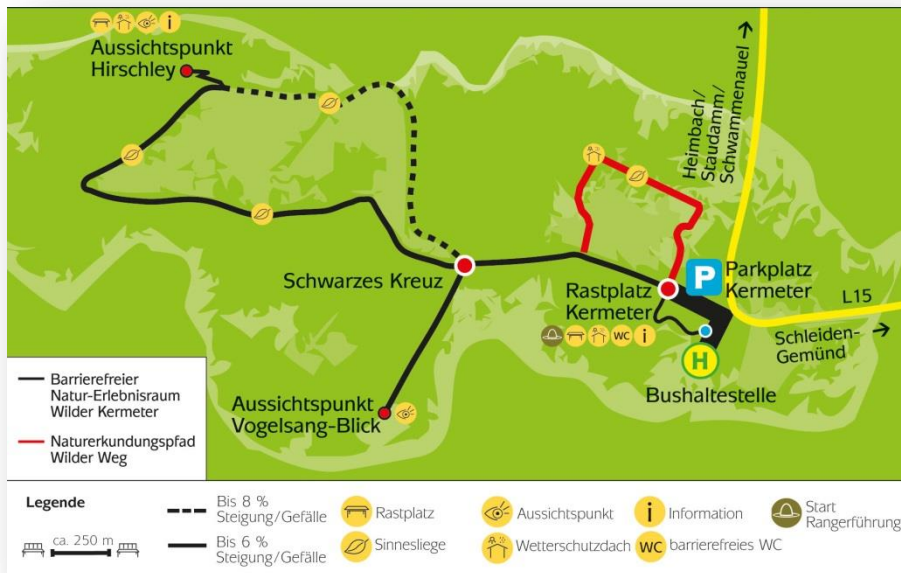 i
Aussichtspunkt
Hirschley
Heimbach/
Staudamm/
Schwammenauel
Schwarzes Kreuz
P
Parkplatz
Kermeter
Rastplatz
Kermeter
L15
Schleiden-
Gemünd
WC
i
H
Bushaltestelle
Aussichtspunkt
Vogelsang-Blick
Barrierefreier
Natur-Erlebnisraum
Wilder Kermeter
Naturerkundungspfad
Wilder Weg
Legende
ca. 250 m
Bis 8 %
Steigung/Gefälle
Bis 6 %
Steigung/Gefälle
Rastplatz
Sinnesliege
Aussichtspunkt
Wetterschutzdach
i Information
WC barrierefreies WC
Start
Rangerführung